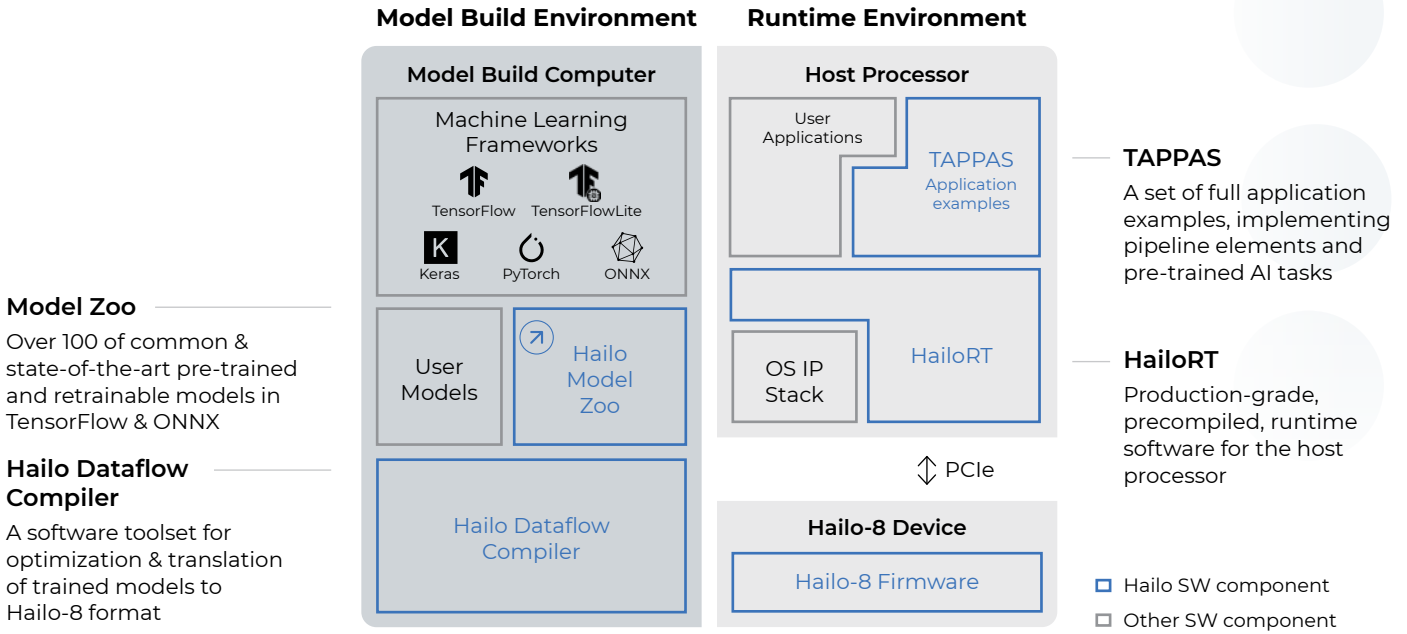 Model Build Environment
Runtime Environment
Model Build Computer
Machine Learning
Frameworks
TensorFlow
TensorFlowLite
K
Keras
PyTorch
ONNX
User
Models
Hailo
Model
Zoo
Hailo Dataflow
Compiler
Host Processor
User
Applications
TAPPAS
Application
examples
HailoRT
OS IP
Stack
PCIe
Hailo-8 Device
Hailo-8 Firmware
Model Zoo
Over 100 of common &
state-of-the-art pre-trained
and retrainable models in
TensorFlow & ONNX
Hailo Dataflow
Compiler
A software toolset for
optimization & translation
of trained models to
Hailo-8 format
TAPPAS
A set of full application
examples, implementing
pipeline elements and
pre-trained AI tasks
HailoRT
Production-grade,
precompiled, runtime
software for the host
processor
Hailo SW component
Other SW component